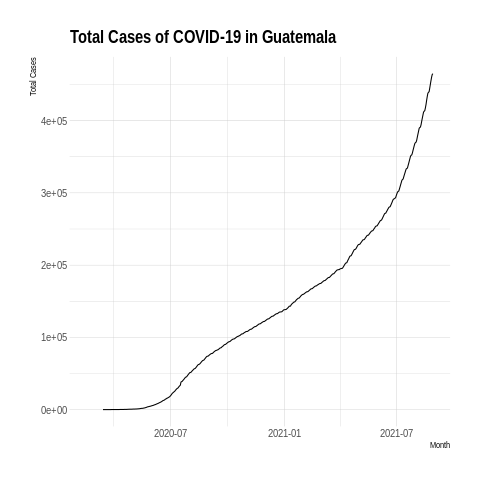 Total Cases of COVID-19 in Guatemala
Total Cases
4e+05
3e+05
2e+05
1e+05
0e+00
2020-07
2021-01
2021-07
Month